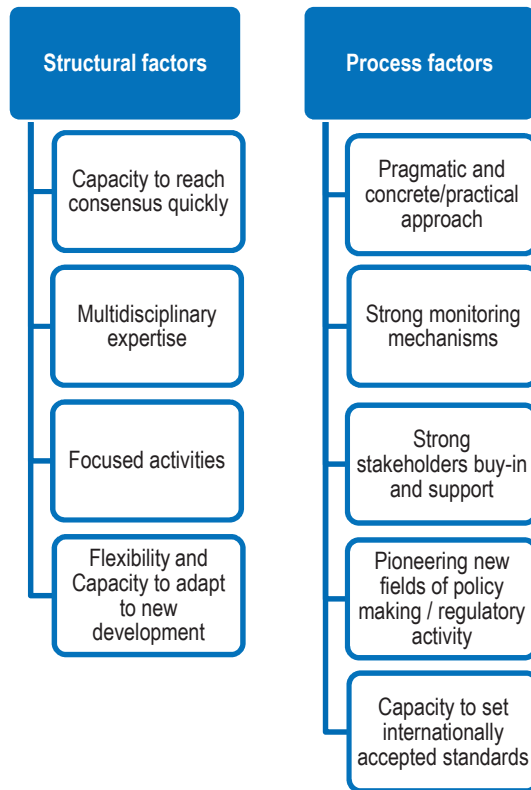 Structural factors
Capacity to reach
consensus quickly
Multidisciplinary
expertise
Focused activities
Flexibility and
Capacity to adapt
to new
development
Process factors
Pragmatic and
concrete/practical
approach
Strong monitoring
mechanisms
Strong
stakeholders buy-in
and support
Pioneering new
fields of policy
making / regulatory
activity
Capacity to set
internationally
accepted standards